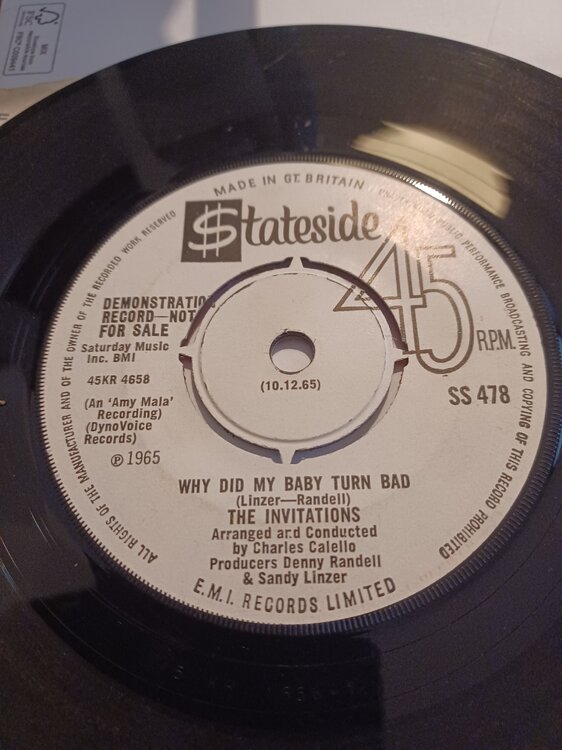 MIX
FSC
MADE IN GT. BRITAIN
$tateside
45
R.P.M.
DEMONSTRATION
RECORD—NOT
FOR SALE
Saturday Music
Inc. BMI
45KR 4658
(An 'Amy Mala'
Recording)
(DynoVoice
Records)
℗ 1965
(10.12.65)
SS 478
WHY DID MY BABY TURN BAD
(Linzer—Randell)
THE INVITATIONS
Arranged and Conducted
by Charles Calello
Producers Denny Randell
& Sandy Linzer
E.M.I. RECORDS LIMITED
ALL RIGHTS OF THE MANUFACTURER AND OF THE OWNER OF THE RECORDED WORK RESERVED
PUBLIC PERFORMANCE BROADCASTING AND COPYING OF THIS RECORD PROHIBITED